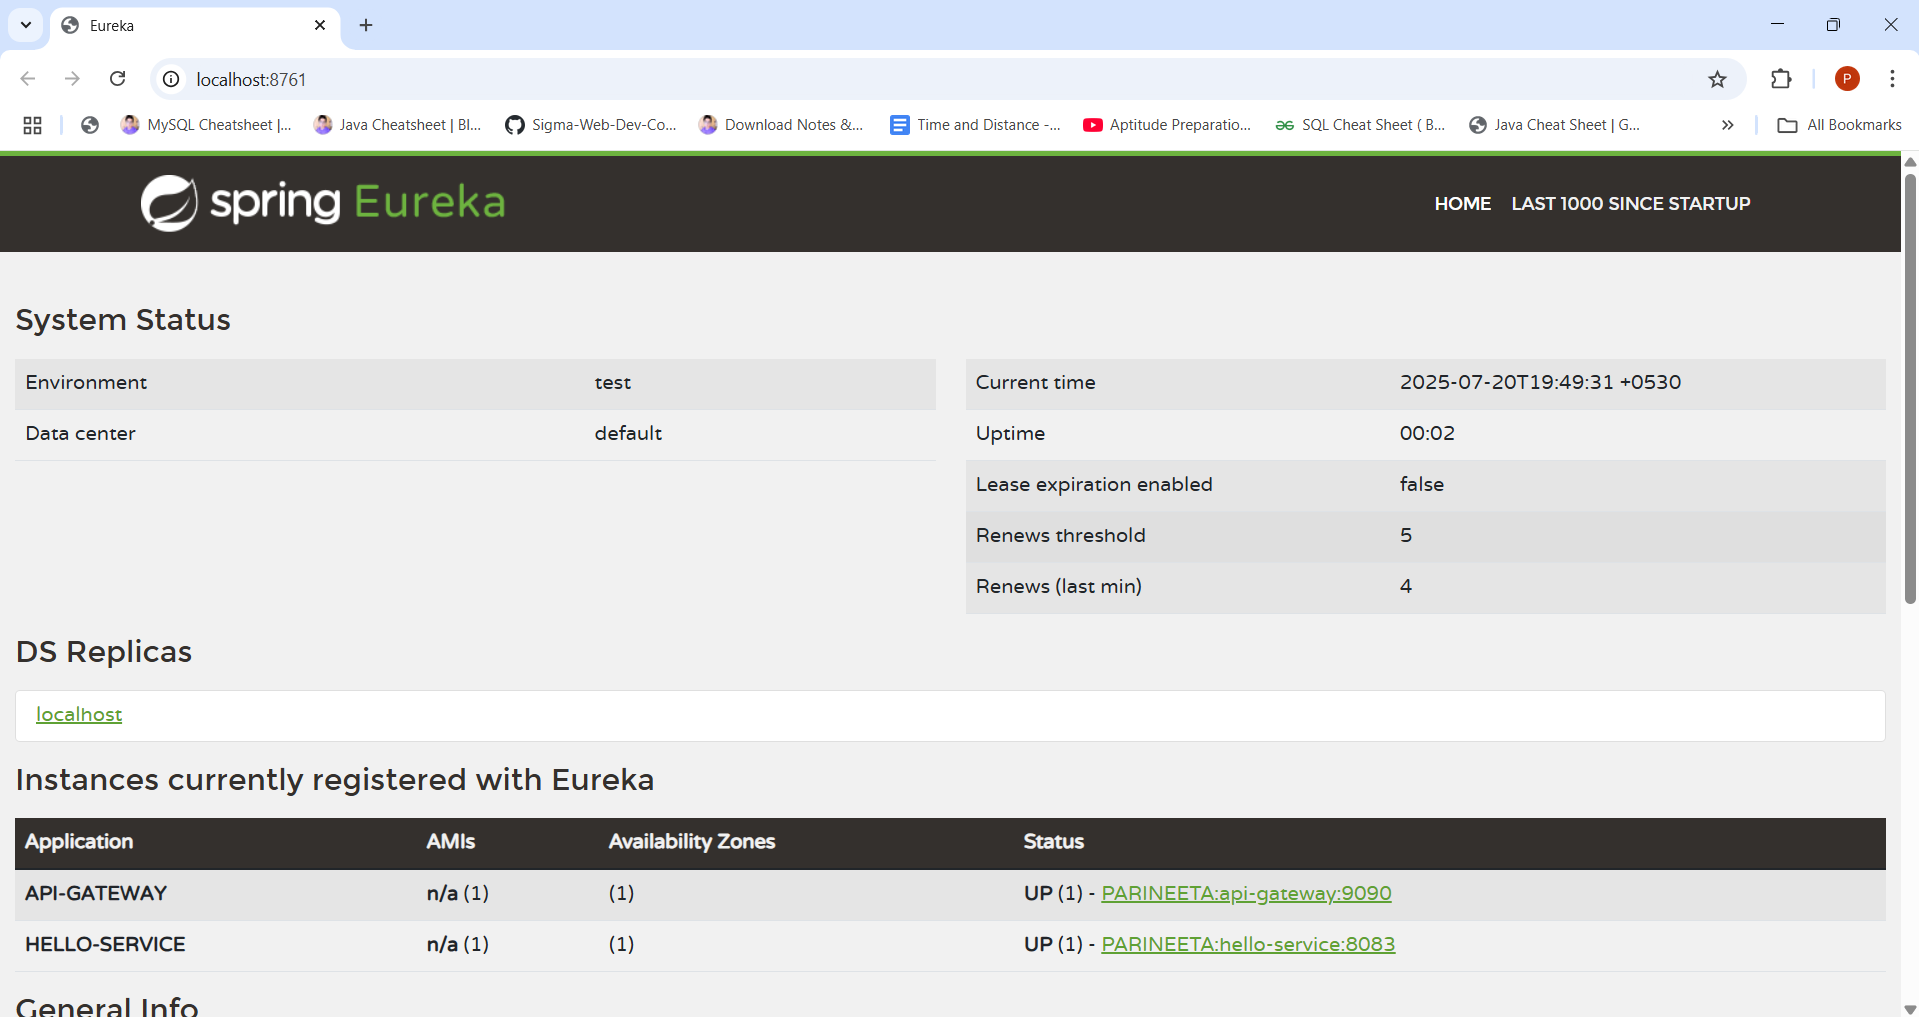 Eureka
localhost:8761
MySQL Cheatsheet |... Java Cheatsheet | Bl... Sigma-Web-Dev-Co... Download Notes &... Time and Distance -... Aptitude Preparatio... SQL Cheat Sheet ( B... Java Cheat Sheet | G... » All Bookmarks
P
spring Eureka
HOME LAST 1000 SINCE STARTUP
System Status
Environment test
Data center default
Current time 2025-07-20T19:49:31 +0530
Uptime 00:02
Lease expiration enabled false
Renews threshold 5
Renews (last min) 4
DS Replicas
localhost
Instances currently registered with Eureka
Application AMIs Availability Zones Status
API-GATEWAY n/a (1) (1) UP (1) - PARINEETA:api-gateway:9090
HELLO-SERVICE n/a (1) (1) UP (1) - PARINEETA:hello-service:8083
General Info